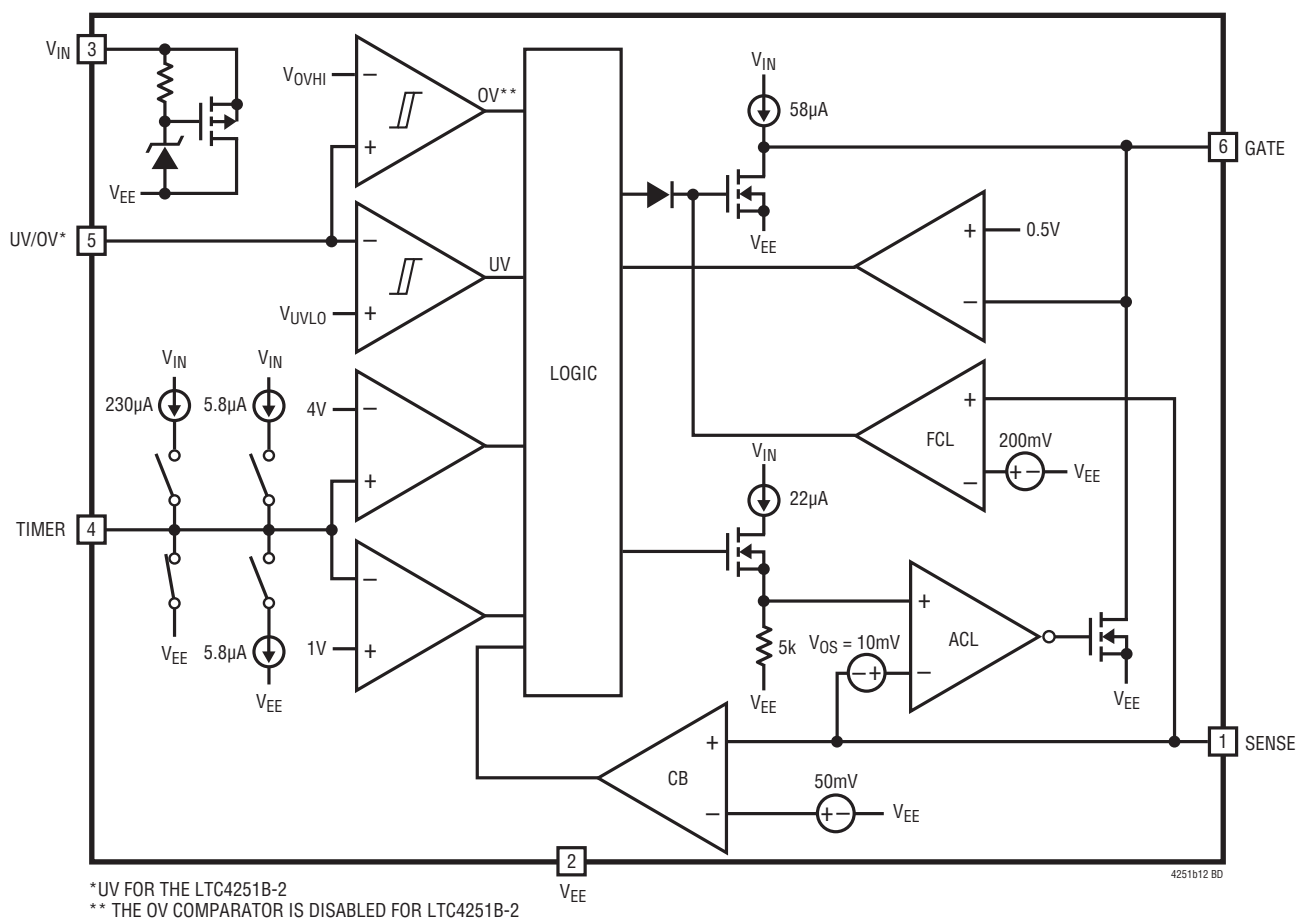 VIN 3
VOVHI −
OV**
+
VEE
UV/OV* 5
−
UV
VUVLO +
VIN VIN
230µA 5.8µA
4V −
+
TIMER 4
−
1V +
VEE 5.8µA
VEE
LOGIC
VIN
58µA
VEE
6 GATE
+ 0.5V
−
+
FCL
200mV
− + − VEE
VIN
22µA
5k
VEE
+
VOS = 10mV
ACL
− + −
VEE
1 SENSE
+
CB
50mV
− + − VEE
2
VEE
4251b12 BD
*UV FOR THE LTC4251B-2
** THE OV COMPARATOR IS DISABLED FOR LTC4251B-2